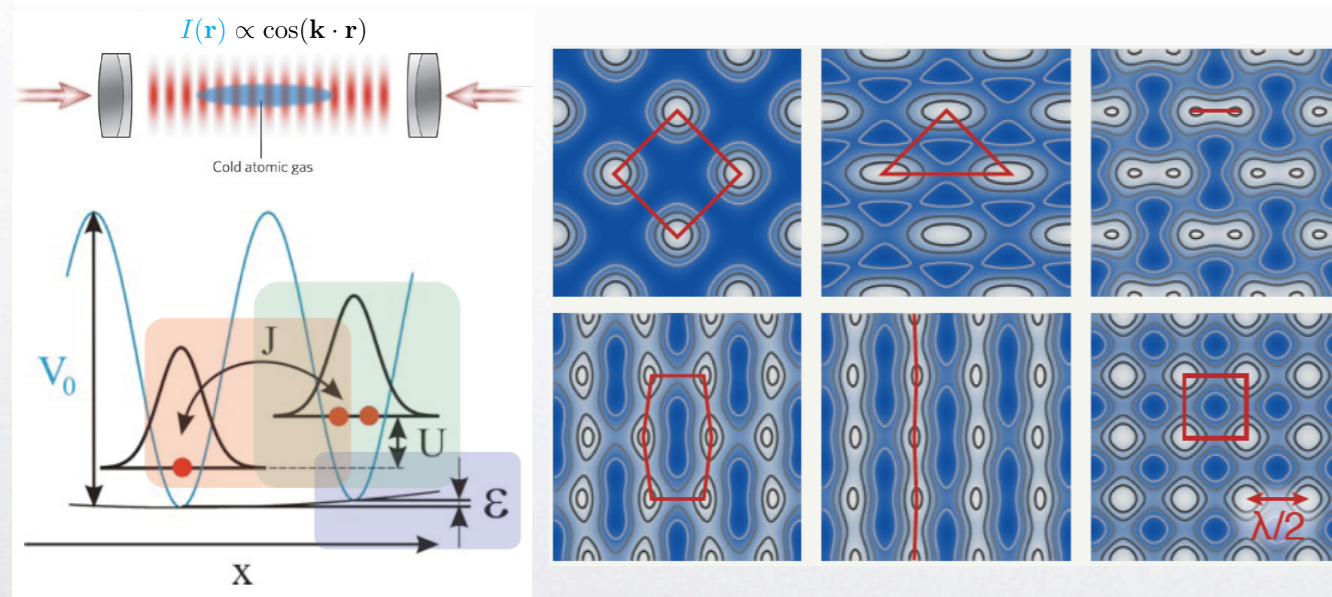 I(r) ∝ cos(k · r)
Cold atomic gas
V₀
J
U
ε
x
λ/2